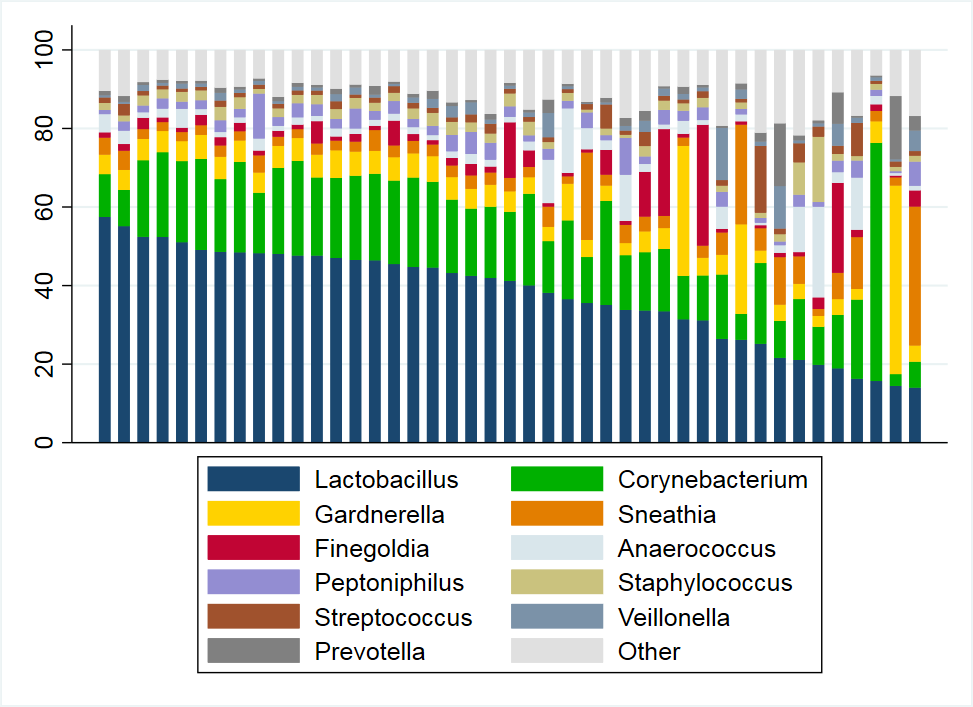 100
80
60
40
20
0
Lactobacillus Corynebacterium
Gardnerella Sneathia
Finegoldia Anaerococcus
Peptoniphilus Staphylococcus
Streptococcus Veillonella
Prevotella Other